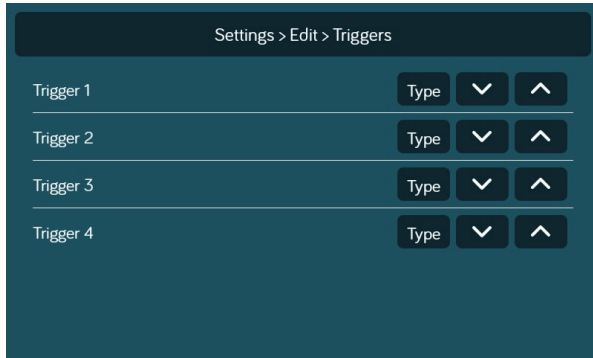 Settings > Edit > Triggers
Trigger 1 Type
Trigger 2 Type
Trigger 3 Type
Trigger 4 Type